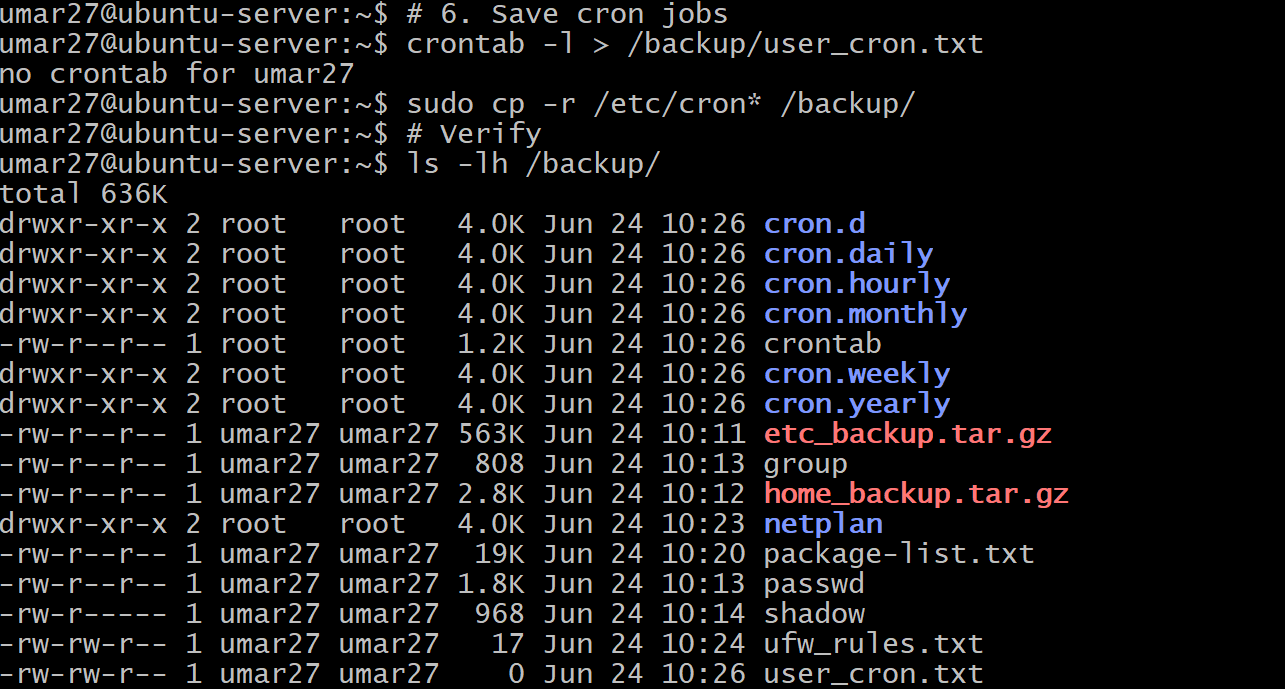 umar27@ubuntu-server:~$ # 6. Save cron jobs
umar27@ubuntu-server:~$ crontab -l > /backup/user_cron.txt
no crontab for umar27
umar27@ubuntu-server:~$ sudo cp -r /etc/cron* /backup/
umar27@ubuntu-server:~$ # Verify
umar27@ubuntu-server:~$ ls -lh /backup/
total 636K
drwxr-xr-x 2 root   root   4.0K Jun 24 10:26 cron.d
drwxr-xr-x 2 root   root   4.0K Jun 24 10:26 cron.daily
drwxr-xr-x 2 root   root   4.0K Jun 24 10:26 cron.hourly
drwxr-xr-x 2 root   root   4.0K Jun 24 10:26 cron.monthly
-rw-r--r-- 1 root   root   1.2K Jun 24 10:26 crontab
drwxr-xr-x 2 root   root   4.0K Jun 24 10:26 cron.weekly
drwxr-xr-x 2 root   root   4.0K Jun 24 10:26 cron.yearly
-rw-r--r-- 1 umar27 umar27 563K Jun 24 10:11 etc_backup.tar.gz
-rw-r--r-- 1 umar27 umar27  808 Jun 24 10:13 group
-rw-r--r-- 1 umar27 umar27 2.8K Jun 24 10:12 home_backup.tar.gz
drwxr-xr-x 2 root   root   4.0K Jun 24 10:23 netplan
-rw-r--r-- 1 umar27 umar27  19K Jun 24 10:20 package-list.txt
-rw-r--r-- 1 umar27 umar27 1.8K Jun 24 10:13 passwd
-rw-r----- 1 umar27 umar27  968 Jun 24 10:14 shadow
-rw-rw-r-- 1 umar27 umar27   17 Jun 24 10:24 ufw_rules.txt
-rw-rw-r-- 1 umar27 umar27    0 Jun 24 10:26 user_cron.txt